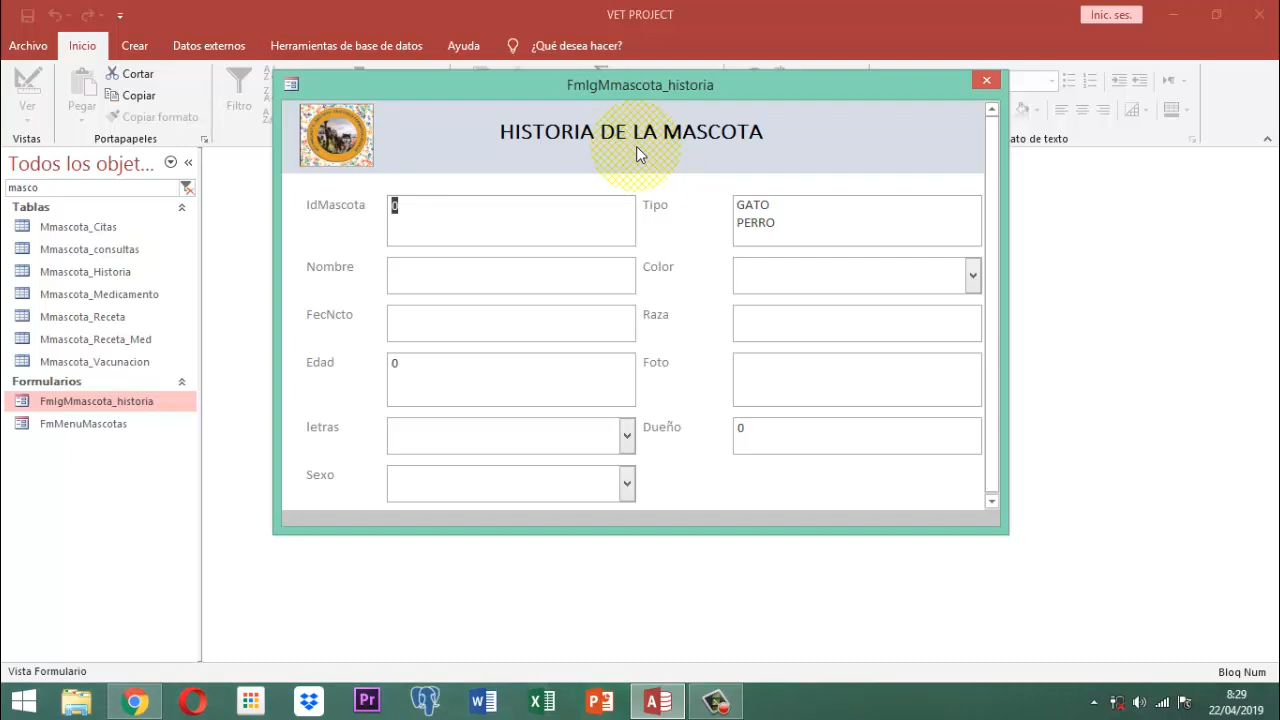 VET PROJECT
Inic. ses.
Archivo
Inicio
Crear
Datos externos
Herramientas de base de datos
Ayuda
¿Qué desea hacer?
Ver
Pegar
Cortar
Copiar
Copiar formato
Filtro
Vistas
Portapapeles
ato de texto
Todos los objet...
masco
Tablas
Mmascota_Citas
Mmascota_consultas
Mmascota_Historia
Mmascota_Medicamento
Mmascota_Receta
Mmascota_Receta_Med
Mmascota_Vacunacion
Formularios
FmIgMmascota_historia
FmMenuMascotas
FmIgMmascota_historia
HISTORIA DE LA MASCOTA
IdMascota 0 Tipo GATO
PERRO
Nombre Color
FecNcto Raza
Edad 0 Foto
letras Dueño 0
Sexo
Vista Formulario
Bloq Num
Pr
8:29
22/04/2019